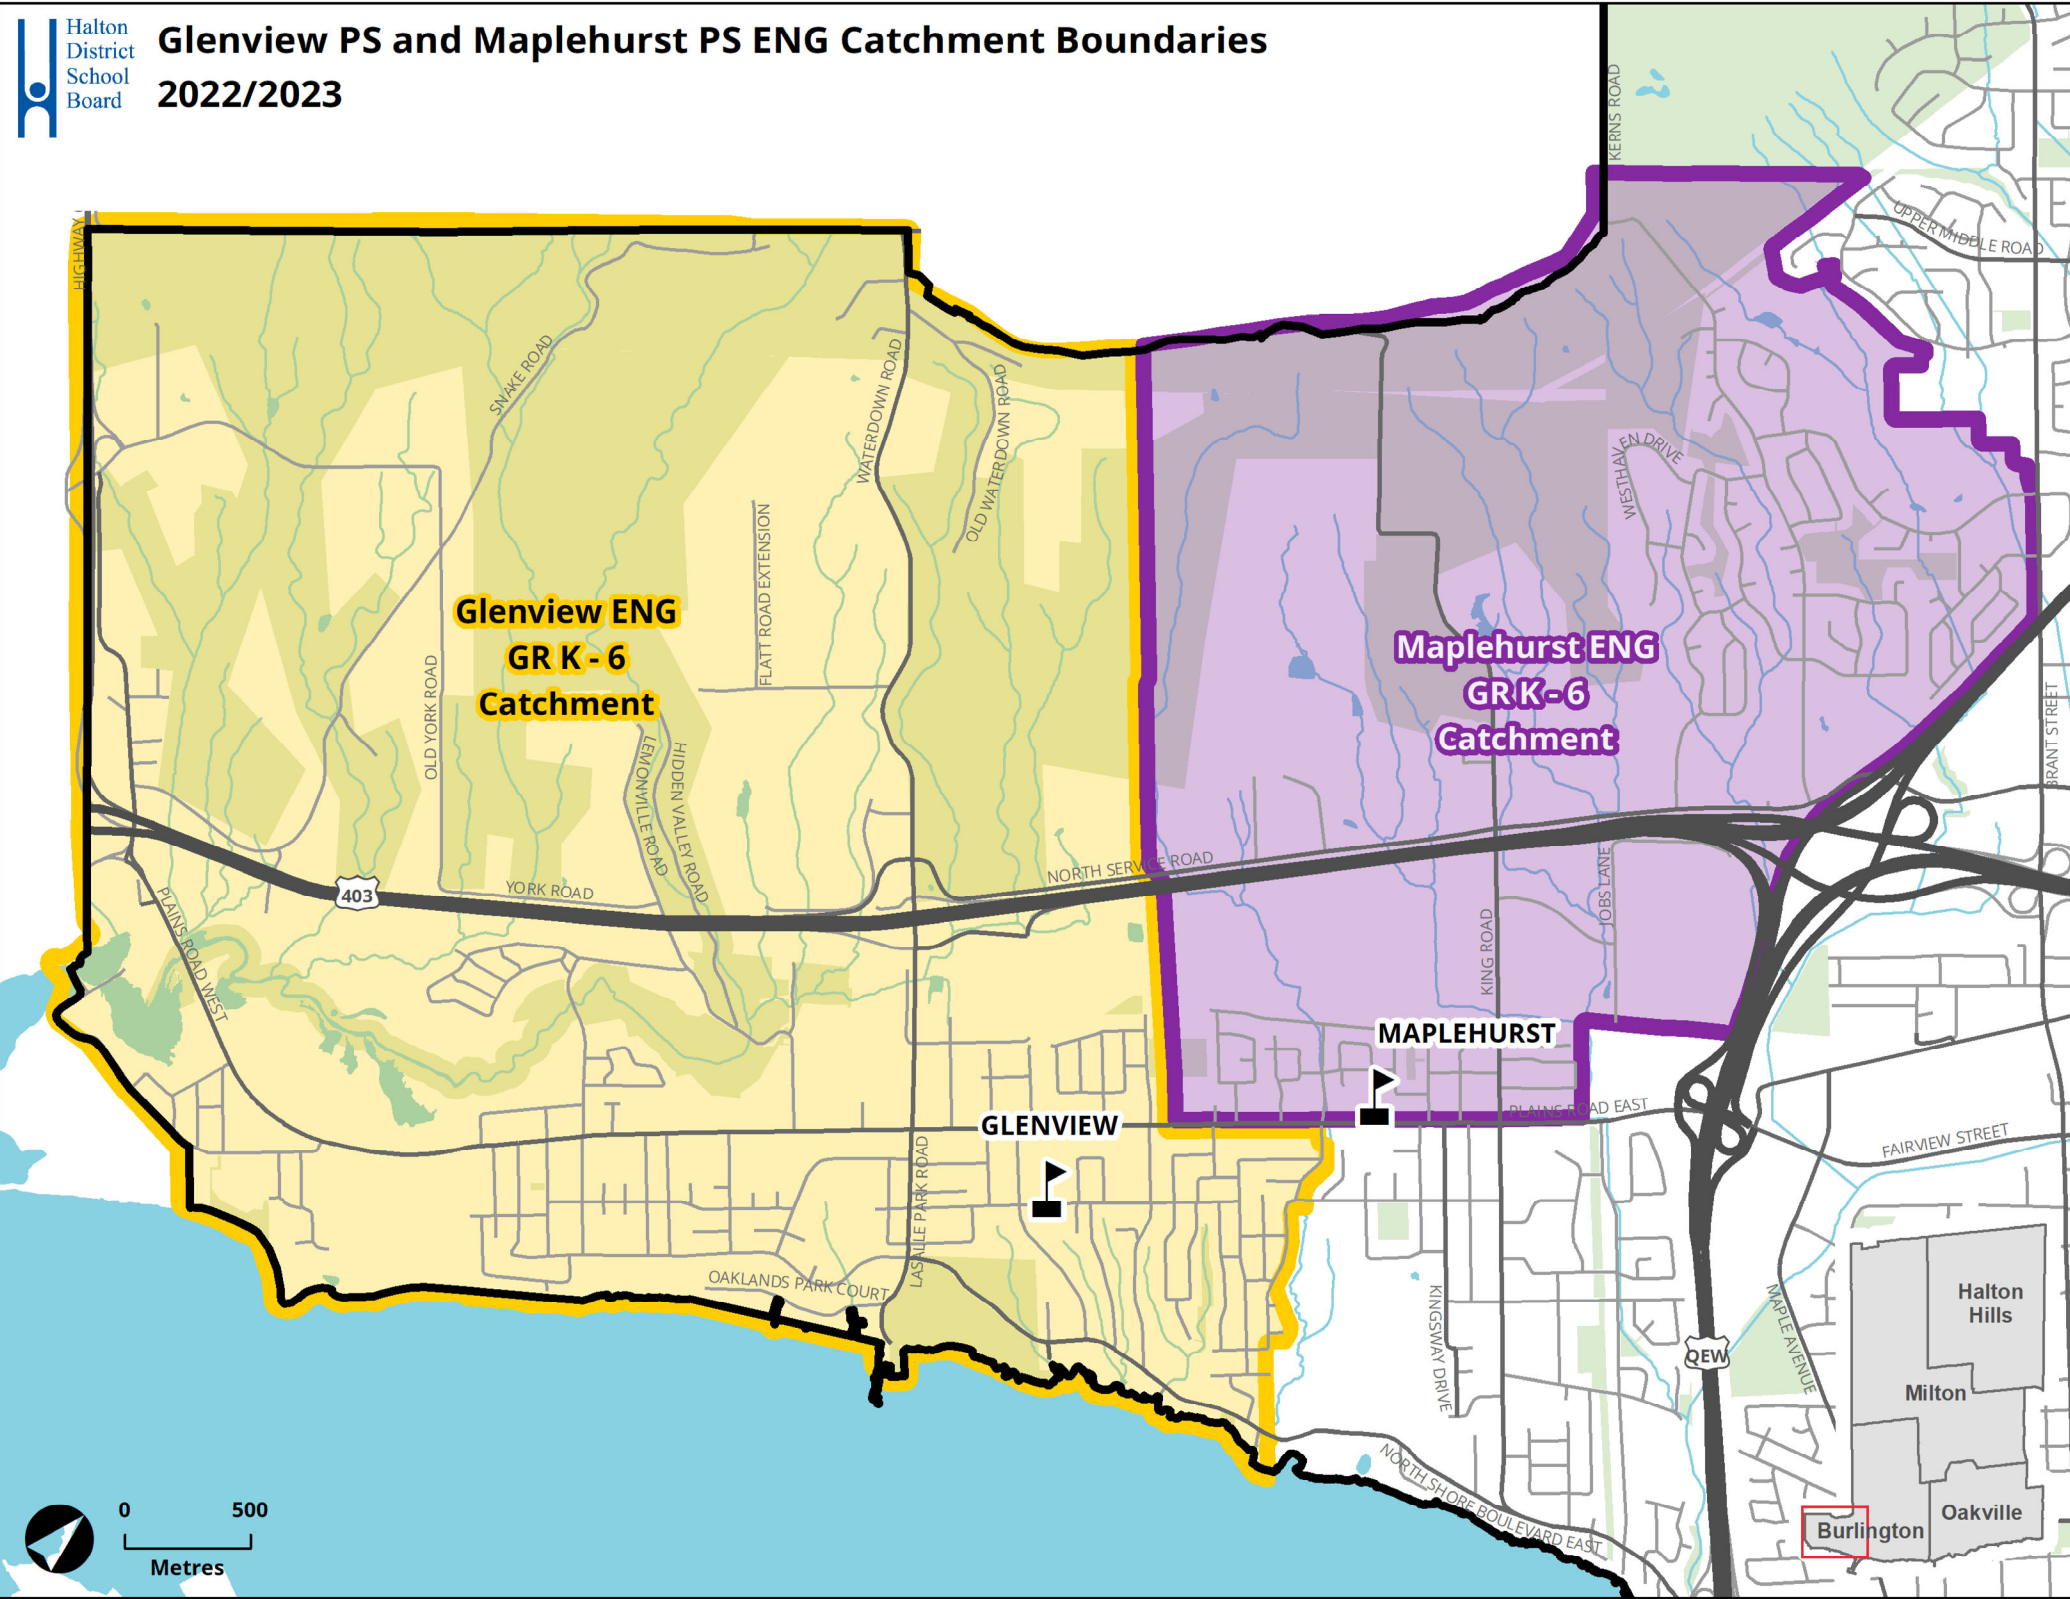 Halton
District
School
Board
Glenview PS and Maplehurst PS ENG Catchment Boundaries
2022/2023
KERNS ROAD
UPPER MIDDLE ROAD
HIGHWAY
SNAKE ROAD
WATERDOWN ROAD
OLD WATERDOWN ROAD
WESTHAVEN DRIVE
FLATT ROAD EXTENSION
Glenview ENG
GR K - 6
Catchment
Maplehurst ENG
GR K - 6
Catchment
OLD YORK ROAD
LEMONVILLE ROAD
HIDDEN VALLEY ROAD
BRANT STREET
NORTH SERVICE ROAD
YORK ROAD
403
PLAINS ROAD WEST
JOBS LANE
KING ROAD
MAPLEHURST
PLAINS ROAD EAST
GLENVIEW
FAIRVIEW STREET
LASALLE PARK ROAD
OAKLANDS PARK COURT
KINGSWAY DRIVE
QEW
MAPLE AVENUE
NORTH SHORE BOULEVARD EAST
Halton
Hills
Milton
Oakville
Burlington
0 500
Metres